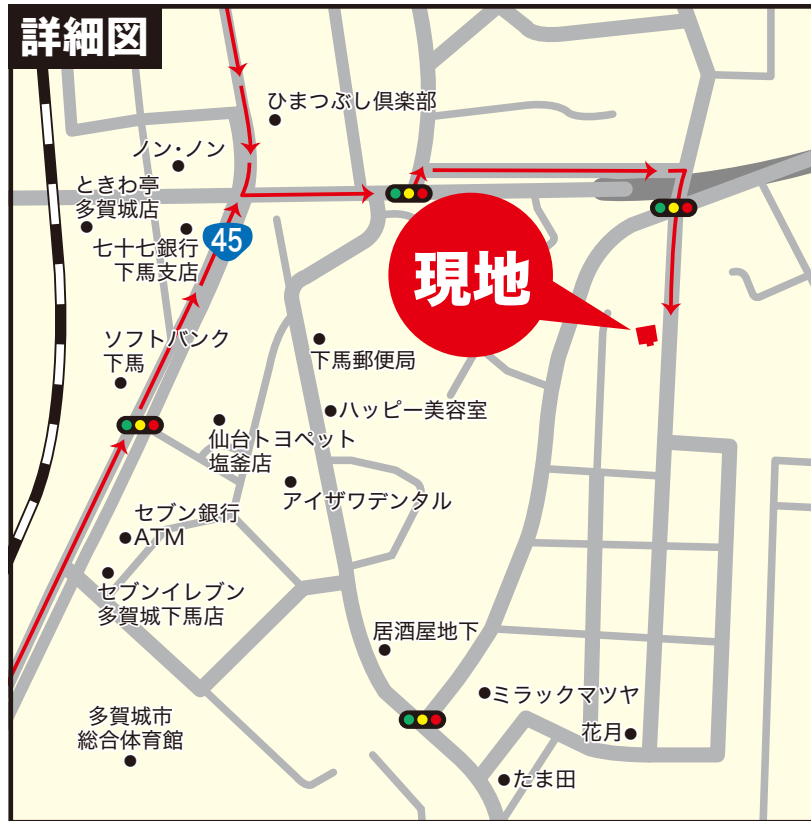 詳細図
ひまつぶし倶楽部
ノン・ノン
ときわ亭
多賀城店
七十七銀行
下馬支店
45
現地
ソフトバンク
下馬
下馬郵便局
ハッピー美容室
仙台トヨペット
塩釜店
アイザワデンタル
セブン銀行
ATM
セブンイレブン
多賀城下馬店
居酒屋地下
ミラックマツヤ
多賀城市
総合体育館
花月
たま田